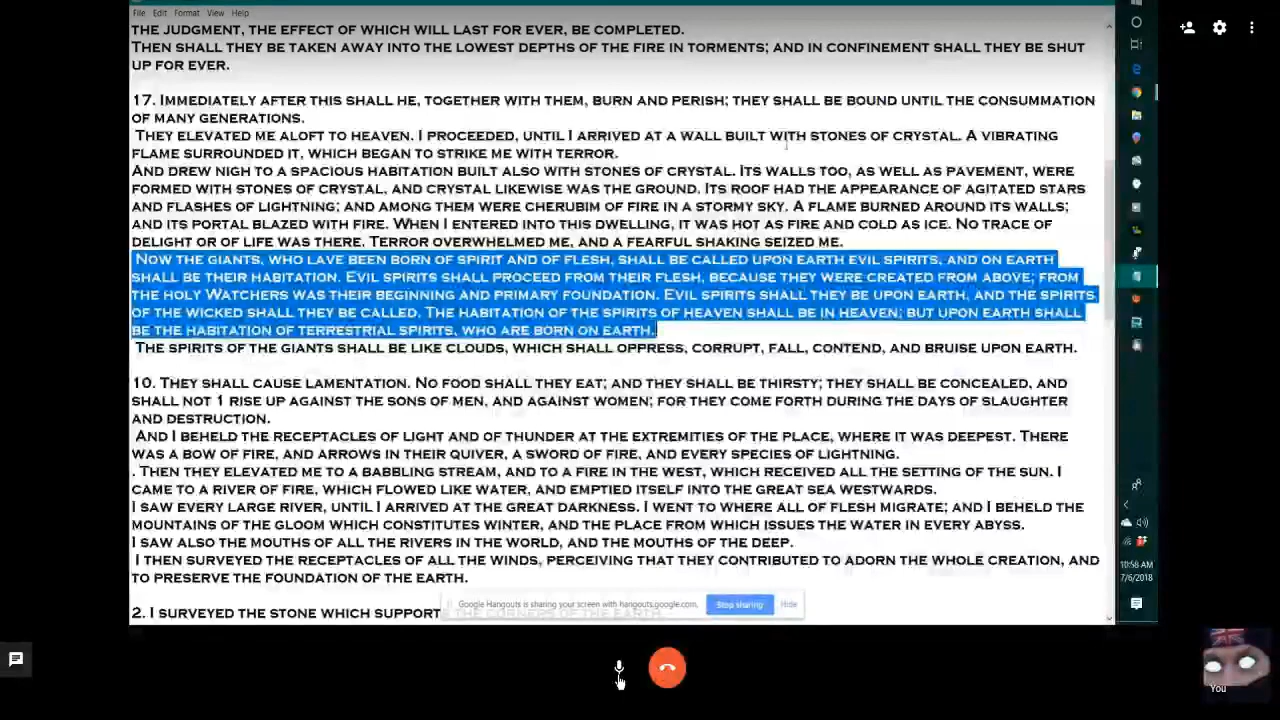 File Edit Format View Help
THE JUDGMENT, THE EFFECT OF WHICH WILL LAST FOR EVER, BE COMPLETED.
THEN SHALL THEY BE TAKEN AWAY INTO THE LOWEST DEPTHS OF THE FIRE IN TORMENTS; AND IN CONFINEMENT SHALL THEY BE SHUT
UP FOR EVER.
17. IMMEDIATELY AFTER THIS SHALL HE, TOGETHER WITH THEM, BURN AND PERISH; THEY SHALL BE BOUND UNTIL THE CONSUMMATION
OF MANY GENERATIONS.
THEY ELEVATED ME ALOFT TO HEAVEN. I PROCEEDED, UNTIL I ARRIVED AT A WALL BUILT WITH STONES OF CRYSTAL. A VIBRATING
FLAME SURROUNDED IT, WHICH BEGAN TO STRIKE ME WITH TERROR.
AND DREW NIGH TO A SPACIOUS HABITATION BUILT ALSO WITH STONES OF CRYSTAL. ITS WALLS TOO, AS WELL AS PAVEMENT, WERE
FORMED WITH STONES OF CRYSTAL, AND CRYSTAL LIKEWISE WAS THE GROUND. ITS ROOF HAD THE APPEARANCE OF AGITATED STARS
AND FLASHES OF LIGHTNING; AND AMONG THEM WERE CHERUBIM OF FIRE IN A STORMY SKY. A FLAME BURNED AROUND ITS WALLS;
AND ITS PORTAL BLAZED WITH FIRE. WHEN I ENTERED INTO THIS DWELLING, IT WAS HOT AS FIRE AND COLD AS ICE. NO TRACE OF
DELIGHT OR OF LIFE WAS THERE. TERROR OVERWHELMED ME, AND A FEARFUL SHAKING SEIZED ME.
NOW THE GIANTS, WHO LAVE BEEN BORN OF SPIRIT AND OF FLESH, SHALL BE CALLED UPON EARTH EVIL SPIRITS, AND ON EARTH
SHALL BE THEIR HABITATION. EVIL SPIRITS SHALL PROCEED FROM THEIR FLESH, BECAUSE THEY WERE CREATED FROM ABOVE; FROM
THE HOLY WATCHERS WAS THEIR BEGINNING AND PRIMARY FOUNDATION. EVIL SPIRITS SHALL THEY BE UPON EARTH, AND THE SPIRITS
OF THE WICKED SHALL THEY BE CALLED. THE HABITATION OF THE SPIRITS OF HEAVEN SHALL BE IN HEAVEN; BUT UPON EARTH SHALL
BE THE HABITATION OF TERRESTRIAL SPIRITS, WHO ARE BORN ON EARTH.
THE SPIRITS OF THE GIANTS SHALL BE LIKE CLOUDS, WHICH SHALL OPPRESS, CORRUPT, FALL, CONTEND, AND BRUISE UPON EARTH.
10. THEY SHALL CAUSE LAMENTATION. NO FOOD SHALL THEY EAT; AND THEY SHALL BE THIRSTY; THEY SHALL BE CONCEALED, AND
SHALL NOT 1 RISE UP AGAINST THE SONS OF MEN, AND AGAINST WOMEN; FOR THEY COME FORTH DURING THE DAYS OF SLAUGHTER
AND DESTRUCTION.
AND I BEHELD THE RECEPTACLES OF LIGHT AND OF THUNDER AT THE EXTREMITIES OF THE PLACE, WHERE IT WAS DEEPEST. THERE
WAS A BOW OF FIRE, AND ARROWS IN THEIR QUIVER, A SWORD OF FIRE, AND EVERY SPECIES OF LIGHTNING.
. THEN THEY ELEVATED ME TO A BABBLING STREAM, AND TO A FIRE IN THE WEST, WHICH RECEIVED ALL THE SETTING OF THE SUN. I
CAME TO A RIVER OF FIRE, WHICH FLOWED LIKE WATER, AND EMPTIED ITSELF INTO THE GREAT SEA WESTWARDS.
I SAW EVERY LARGE RIVER, UNTIL I ARRIVED AT THE GREAT DARKNESS. I WENT TO WHERE ALL OF FLESH MIGRATE; AND I BEHELD THE
MOUNTAINS OF THE GLOOM WHICH CONSTITUTES WINTER, AND THE PLACE FROM WHICH ISSUES THE WATER IN EVERY ABYSS.
I SAW ALSO THE MOUTHS OF ALL THE RIVERS IN THE WORLD, AND THE MOUTHS OF THE DEEP.
I THEN SURVEYED THE RECEPTACLES OF ALL THE WINDS, PERCEIVING THAT THEY CONTRIBUTED TO ADORN THE WHOLE CREATION, AND
TO PRESERVE THE FOUNDATION OF THE EARTH.
2. I SURVEYED THE STONE WHICH SUPPORTS THE CORNERS OF THE EARTH.
Google Hangouts is sharing your screen with hangouts.google.com. Stop sharing Hide
10:58 AM
7/6/2018
You